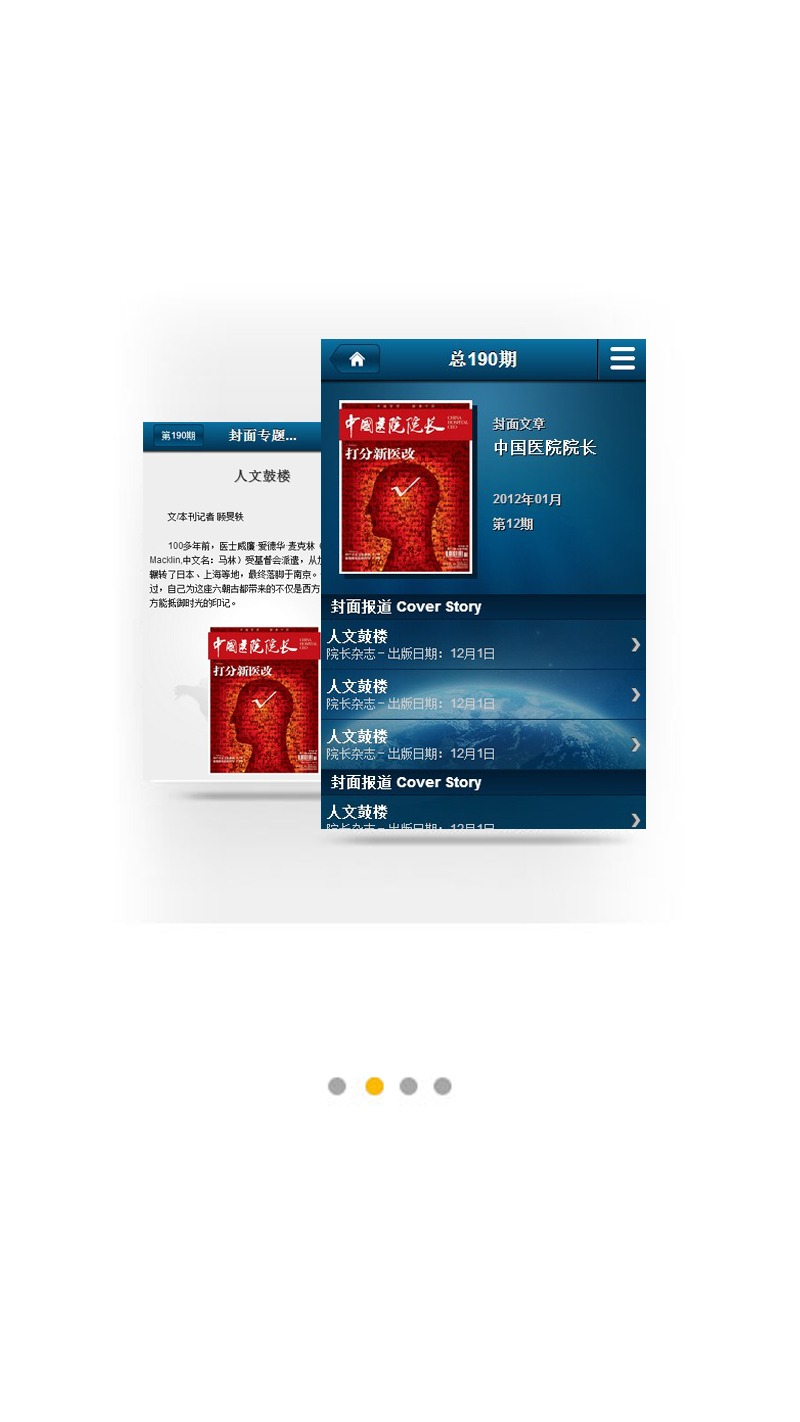 第190期
封面专题...
人文鼓楼
文/本刊记者 顾旻轶
100多年前，医士威廉·爱德华·麦克林（
Macklin,中文名：马林）受基督会派遣，从
辗转了日本、上海等地，最终落脚于南京。
过，自己为这座六朝古都带来的不仅是西方
方能抵御时光的印记。
中国医院院长
CHINA
HOSPITAL
CEO
打分新医改
总190期
中国医院院长
CHINA
HOSPITAL
CEO
打分新医改
封面文章
中国医院院长
2012年01月
第12期
封面报道 Cover Story
人文鼓楼
院长杂志－出版日期：12月1日
人文鼓楼
院长杂志－出版日期：12月1日
人文鼓楼
院长杂志－出版日期：12月1日
封面报道 Cover Story
人文鼓楼
院长杂志－出版日期：12月1日